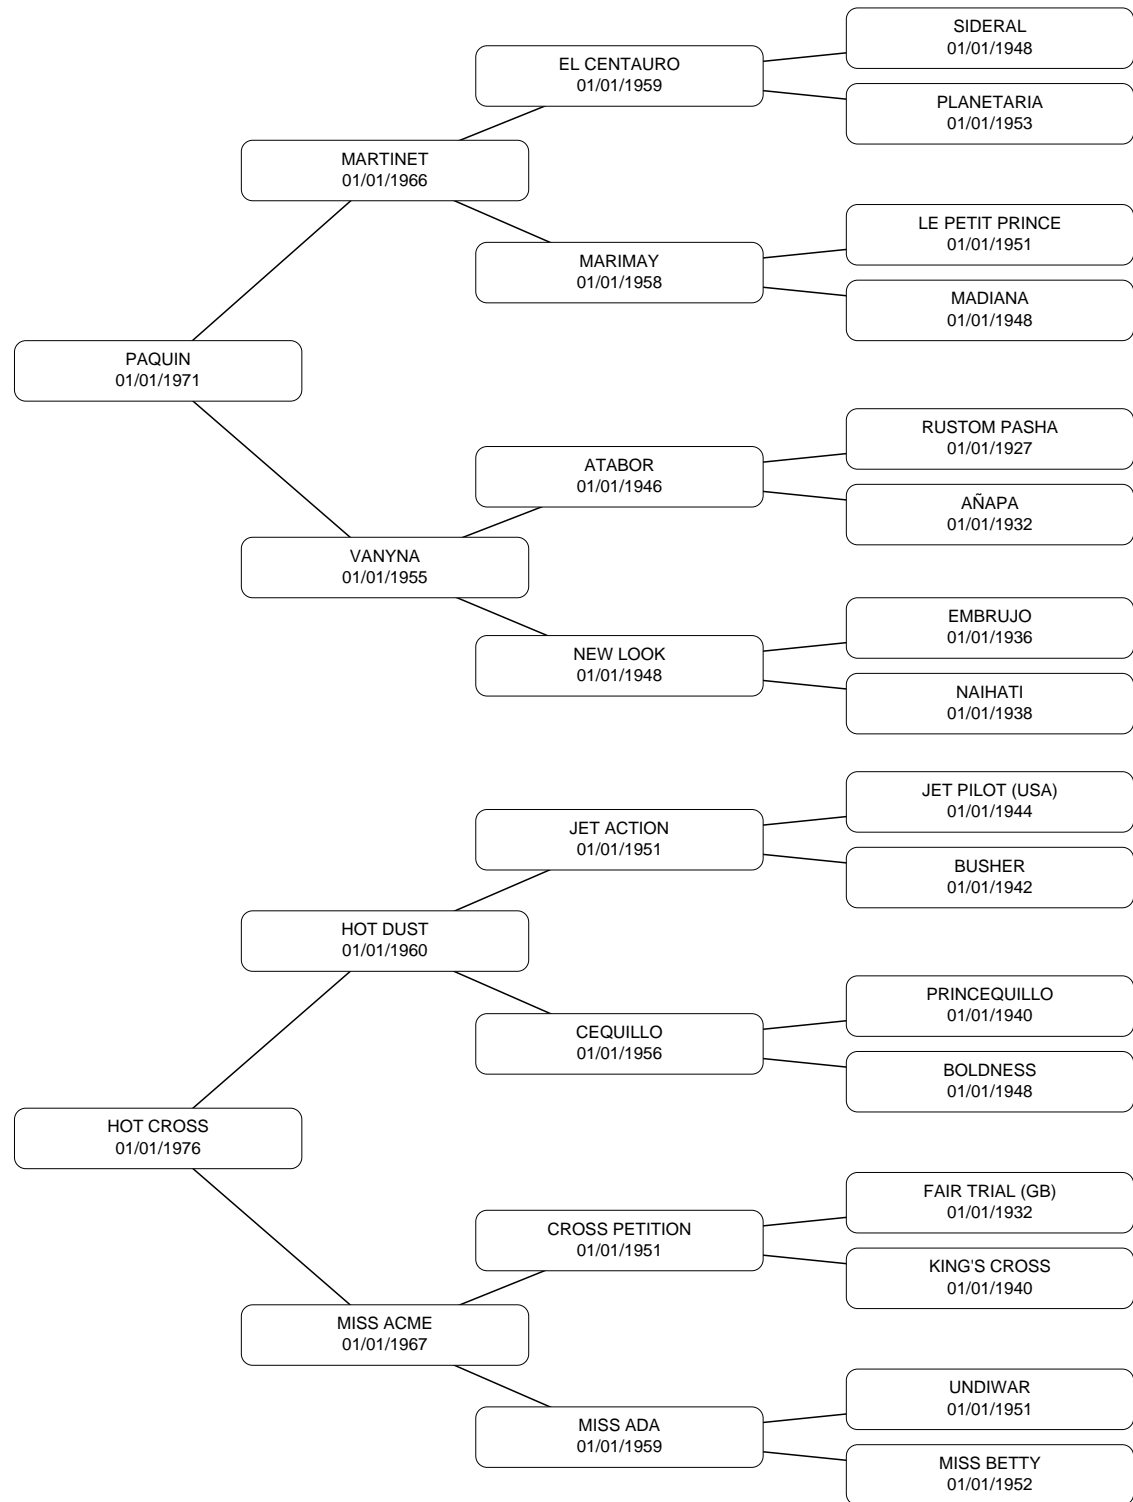 SIDERAL
01/01/1948
EL CENTAURO
01/01/1959
PLANETARIA
01/01/1953
MARTINET
01/01/1966
LE PETIT PRINCE
01/01/1951
MARIMAY
01/01/1958
MADIANA
01/01/1948
PAQUIN
01/01/1971
RUSTOM PASHA
01/01/1927
ATABOR
01/01/1946
AÑAPA
01/01/1932
VANYNA
01/01/1955
EMBRUJO
01/01/1936
NEW LOOK
01/01/1948
NAIHATI
01/01/1938
JET PILOT (USA)
01/01/1944
JET ACTION
01/01/1951
BUSHER
01/01/1942
HOT DUST
01/01/1960
PRINCEQUILLO
01/01/1940
CEQUILLO
01/01/1956
BOLDNESS
01/01/1948
HOT CROSS
01/01/1976
FAIR TRIAL (GB)
01/01/1932
CROSS PETITION
01/01/1951
KING'S CROSS
01/01/1940
MISS ACME
01/01/1967
UNDIWAR
01/01/1951
MISS ADA
01/01/1959
MISS BETTY
01/01/1952